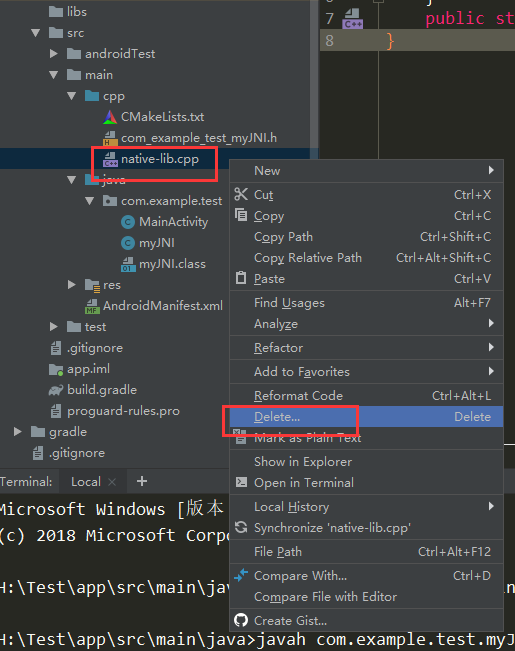 libs
src
androidTest
main
cpp
CMakeLists.txt
com_example_test_myJNI.h
native-lib.cpp
java
com.example.test
MainActivity
myJNI
myJNI.class
res
AndroidManifest.xml
test
.gitignore
app.iml
build.gradle
proguard-rules.pro
gradle
.gitignore
7 public st
8 }
New
Cut Ctrl+X
Copy Ctrl+C
Copy Path Ctrl+Shift+C
Copy Relative Path Ctrl+Alt+Shift+C
Paste Ctrl+V
Find Usages Alt+F7
Analyze
Refactor
Add to Favorites
Reformat Code Ctrl+Alt+L
Delete... Delete
Mark as Plain Text
Show in Explorer
Open in Terminal
Local History
Synchronize 'native-lib.cpp'
File Path Ctrl+Alt+F12
Compare With... Ctrl+D
Compare File with Editor
Create Gist...
Terminal: Local × +
Microsoft Windows [版本
(c) 2018 Microsoft Corpo
H:\Test\app\src\main\jav
in
H:\Test\app\src\main\java>javah com.example.test.myJ